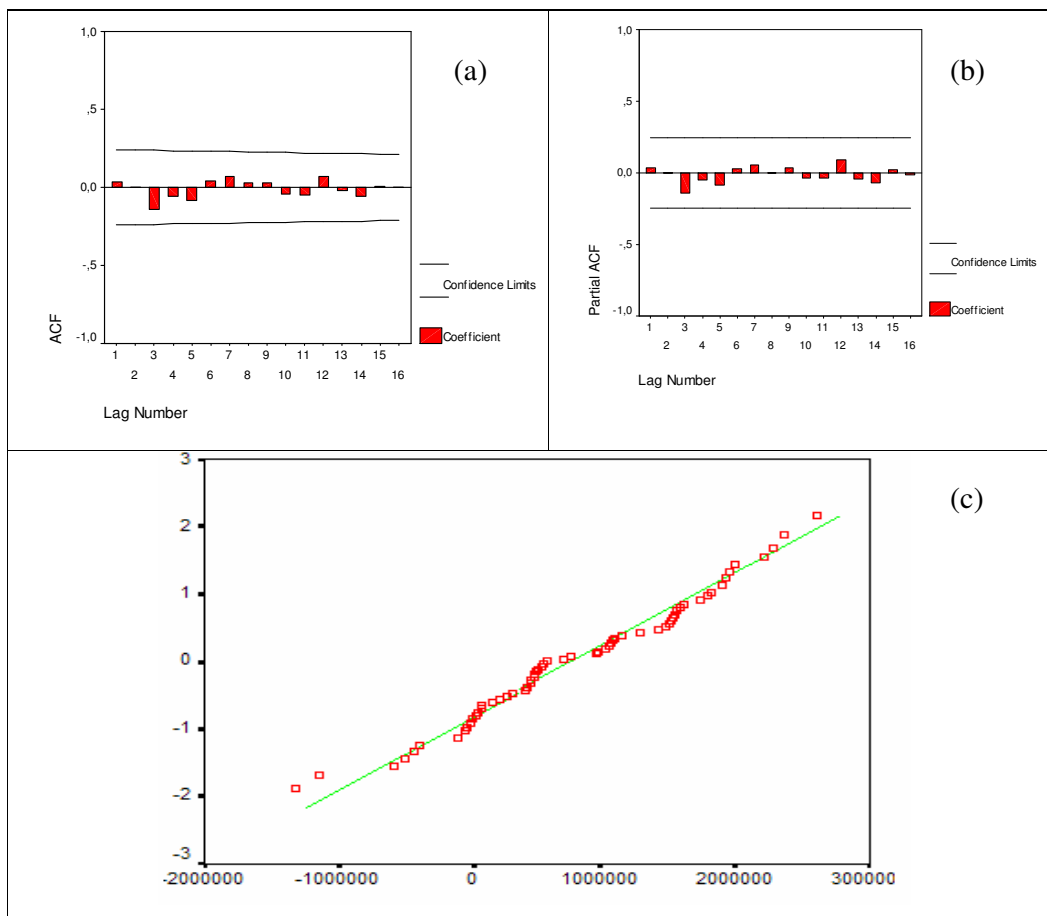 1,0
,5
0,0
-,5
-1,0
ACF
1 3 5 7 9 11 13 15
2 4 6 8 10 12 14 16
Lag Number
(a)
Confidence Limits
Coefficient
1,0
,5
0,0
-,5
-1,0
Partial ACF
1 3 5 7 9 11 13 15
2 4 6 8 10 12 14 16
Lag Number
(b)
Confidence Limits
Coefficient
3
2
1
0
-1
-2
-3
-2000000 -1000000 0 1000000 2000000 300000
(c)